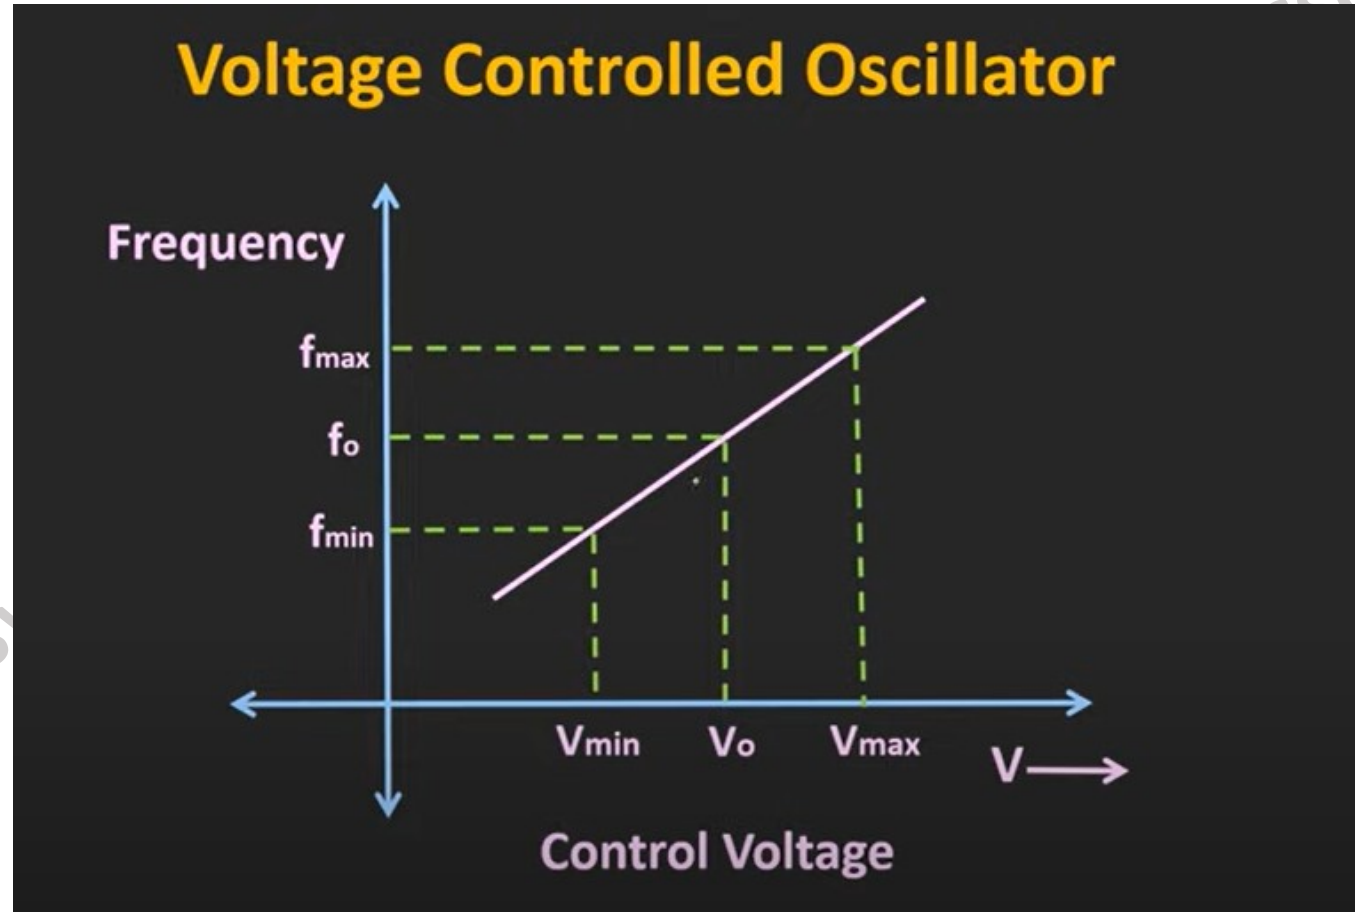 Voltage Controlled Oscillator
Frequency
fmax
fo
fmin
Vmin Vo Vmax
V
Control Voltage